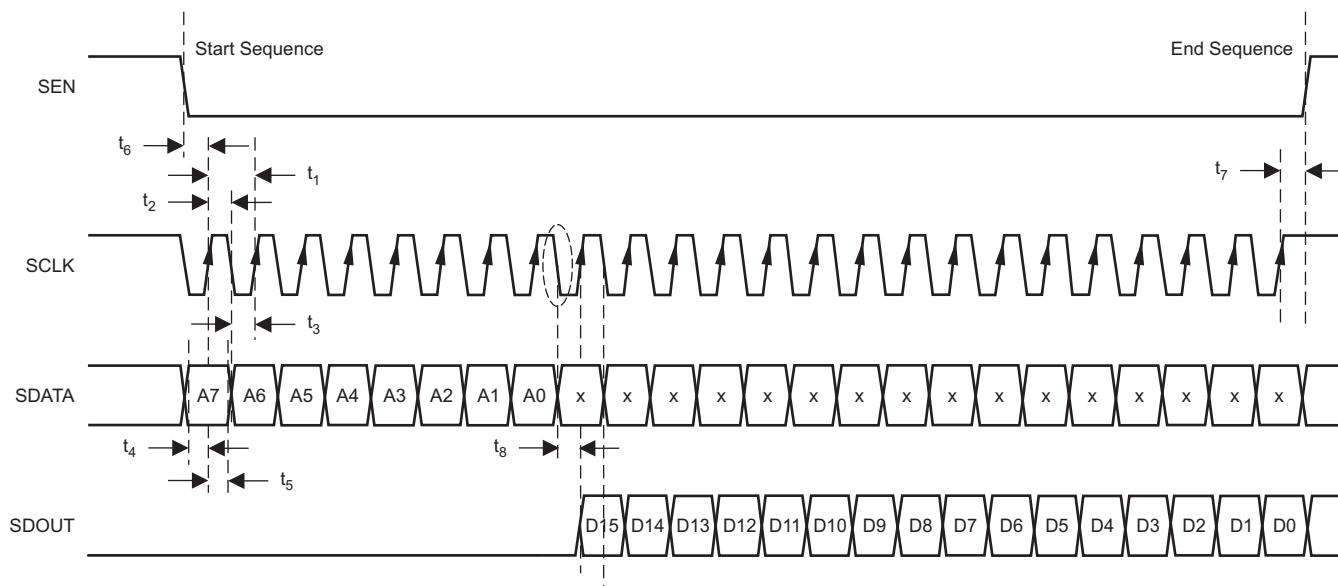 Start Sequence End Sequence
SEN
t6
t1
t7
t2
SCLK
t3
SDATA A7 A6 A5 A4 A3 A2 A1 A0 x x x x x x x x x x x x x x x x
t4 t8
t5
SDOUT D15 D14 D13 D12 D11 D10 D9 D8 D7 D6 D5 D4 D3 D2 D1 D0